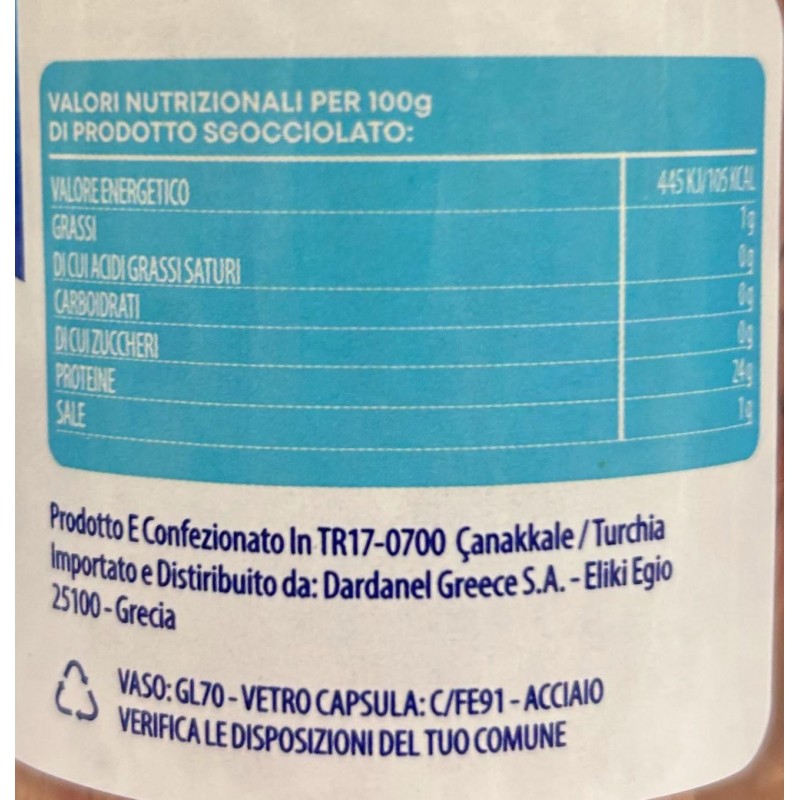 VALORI NUTRIZIONALI PER 100g
DI PRODOTTO SGOCCIOLATO:
VALORE ENERGETICO 445 KJ/105 KCAL
GRASSI 1g
DI CUI ACIDI GRASSI SATURI 0g
CARBOIDRATI 0g
DI CUI ZUCCHERI 0g
PROTEINE 24g
SALE 1g
Prodotto E Confezionato In TR17-0700 Çanakkale / Turchia
Importato e Distiribuito da: Dardanel Greece S.A. - Eliki Egio
25100 - Grecia
VASO: GL70 - VETRO CAPSULA: C/FE91 - ACCIAIO
VERIFICA LE DISPOSIZIONI DEL TUO COMUNE